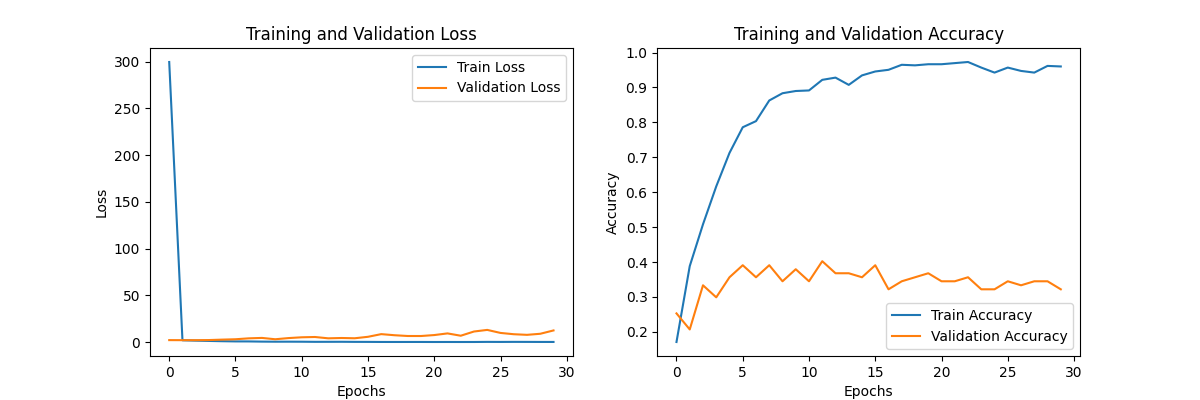 Training and Validation Loss
300
250
200
150
100
50
0
Loss
Train Loss
Validation Loss
0 5 10 15 20 25 30
Epochs
Training and Validation Accuracy
1.0
0.9
0.8
0.7
0.6
0.5
0.4
0.3
0.2
Accuracy
Train Accuracy
Validation Accuracy
0 5 10 15 20 25 30
Epochs